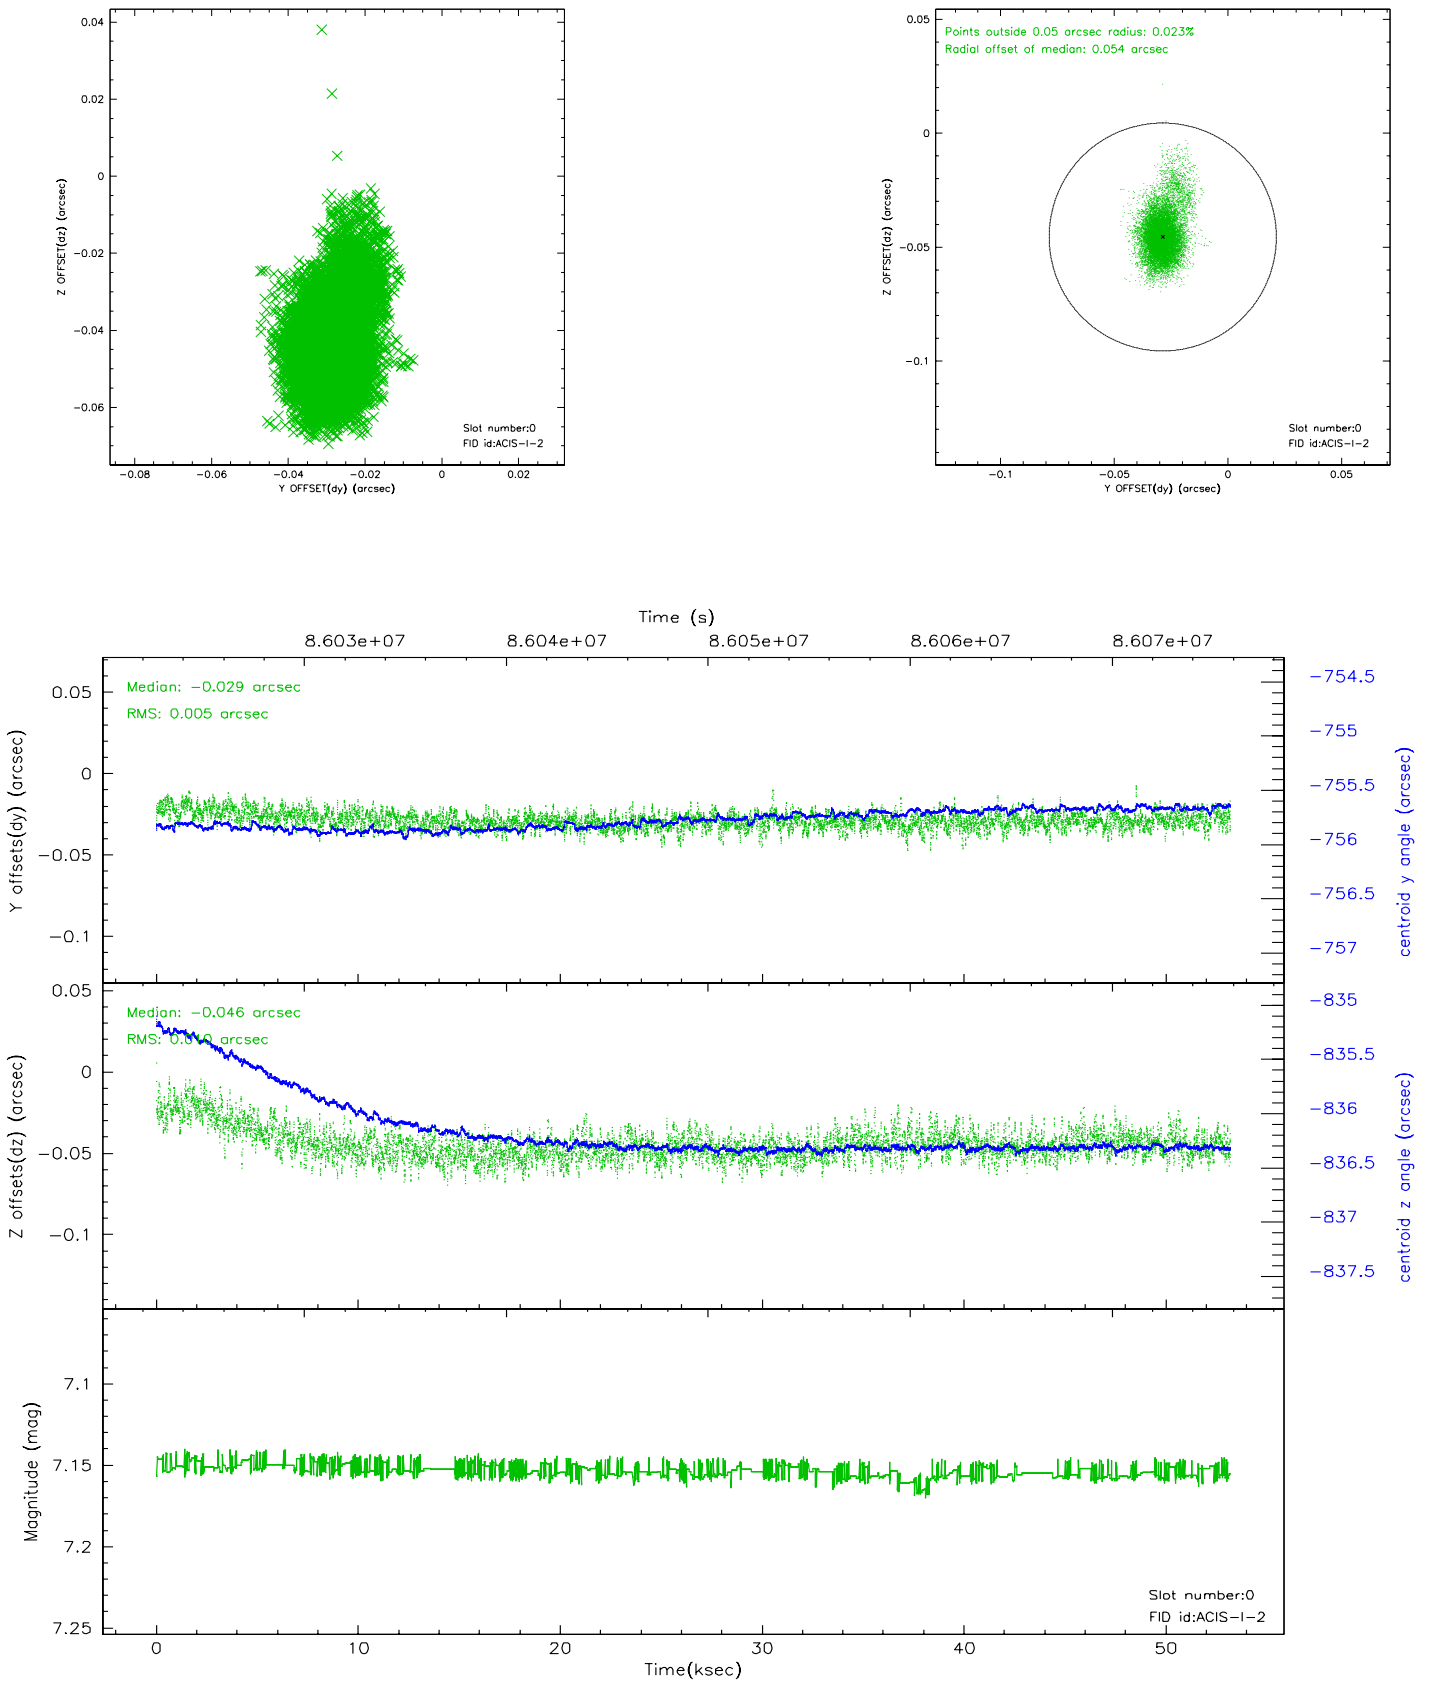 0.04
0.02
0
−0.02
−0.04
−0.06
Z OFFSET(dz) (arcsec)
Slot number:0
FID id:ACIS−I−2
−0.08 −0.06 −0.04 −0.02 0 0.02
Y OFFSET(dy) (arcsec)
Points outside 0.05 arcsec radius: 0.023%
Radial offset of median: 0.054 arcsec
0.05
0
−0.05
−0.1
Z OFFSET(dz) (arcsec)
Slot number:0
FID id:ACIS−I−2
−0.1 −0.05 0 0.05
Y OFFSET(dy) (arcsec)
Time (s)
8.603e+07 8.604e+07 8.605e+07 8.606e+07 8.607e+07
Median: −0.029 arcsec
RMS: 0.005 arcsec
0.05
0
−0.05
−0.1
Y offsets(dy) (arcsec)
−754.5
−755
−755.5
−756
−756.5
−757
centroid y angle (arcsec)
Median: −0.046 arcsec
RMS: 0.010 arcsec
0.05
0
−0.05
−0.1
Z offsets(dz) (arcsec)
−835
−835.5
−836
−836.5
−837
−837.5
centroid z angle (arcsec)
7.1
7.15
7.2
7.25
Magnitude (mag)
Slot number:0
FID id:ACIS−I−2
0 10 20 30 40 50
Time(ksec)